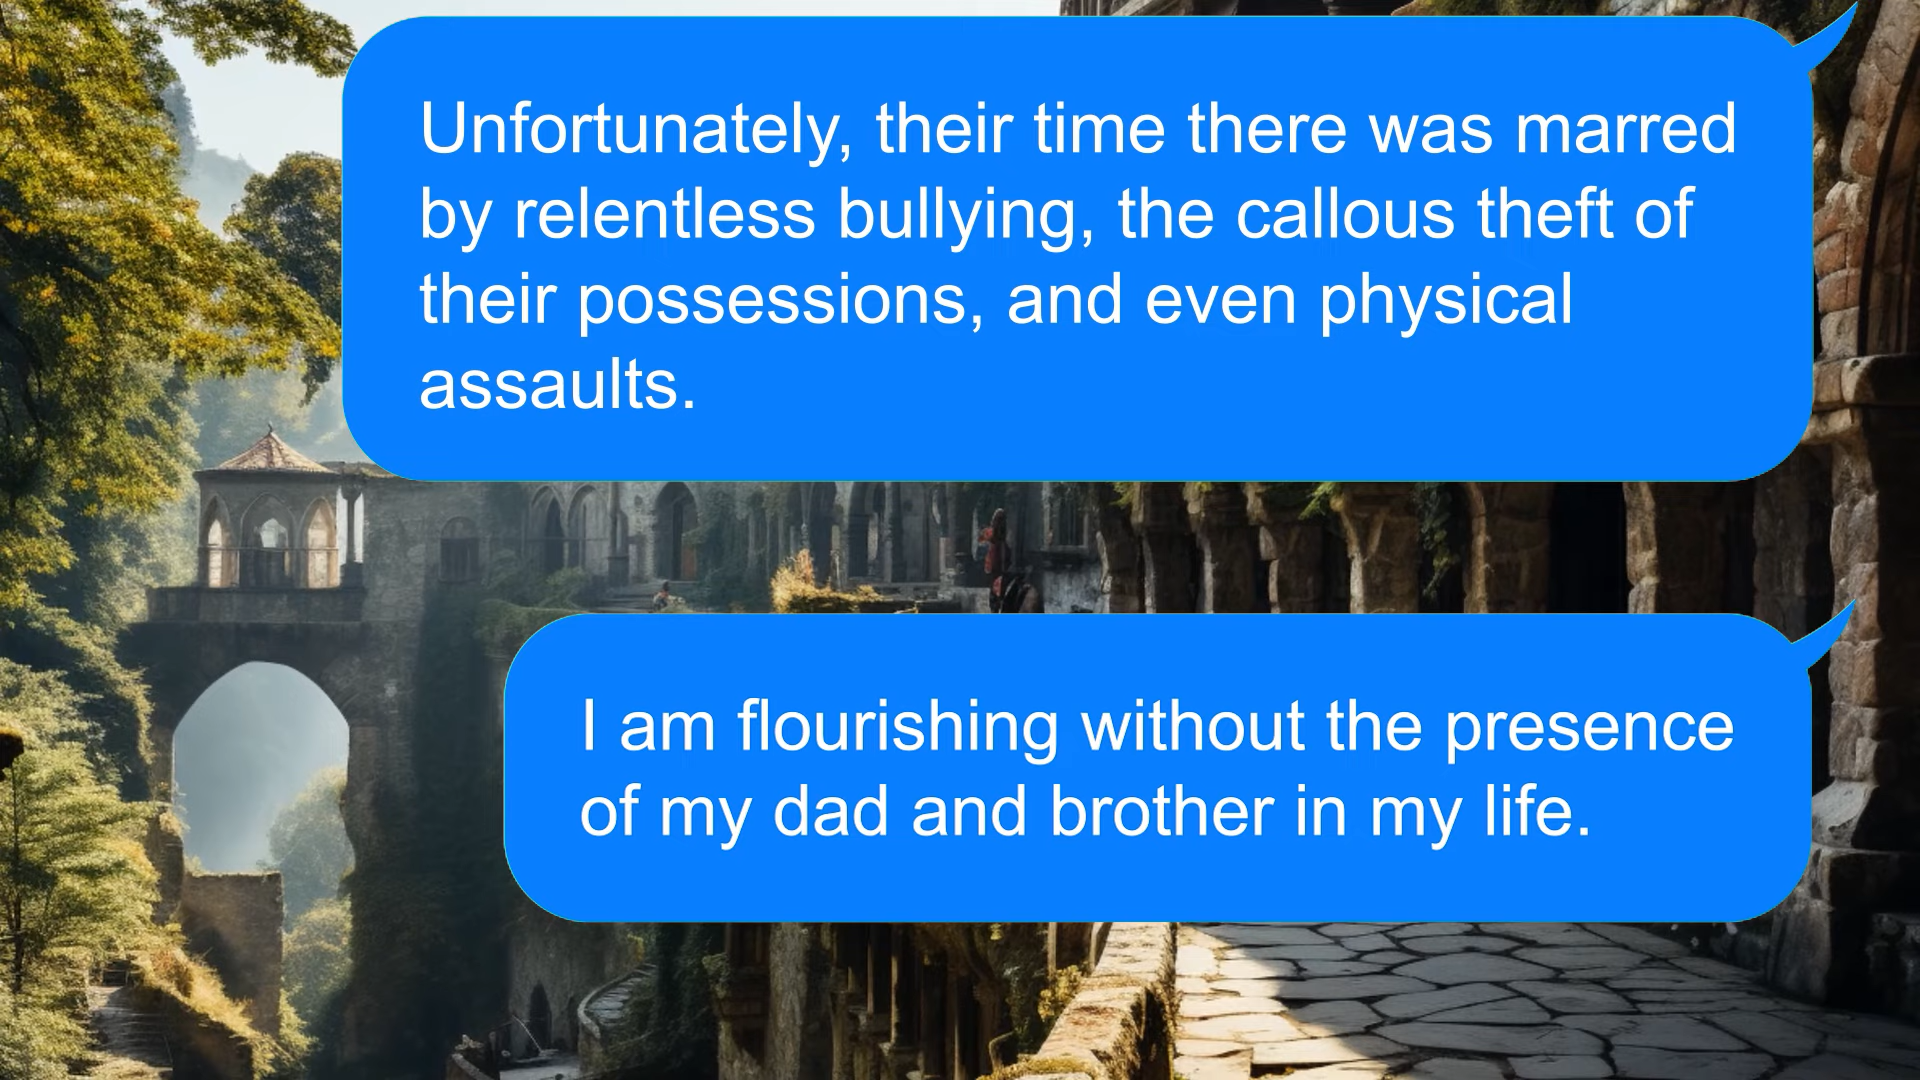 Unfortunately, their time there was marred
by relentless bullying, the callous theft of
their possessions, and even physical
assaults.
I am flourishing without the presence
of my dad and brother in my life.